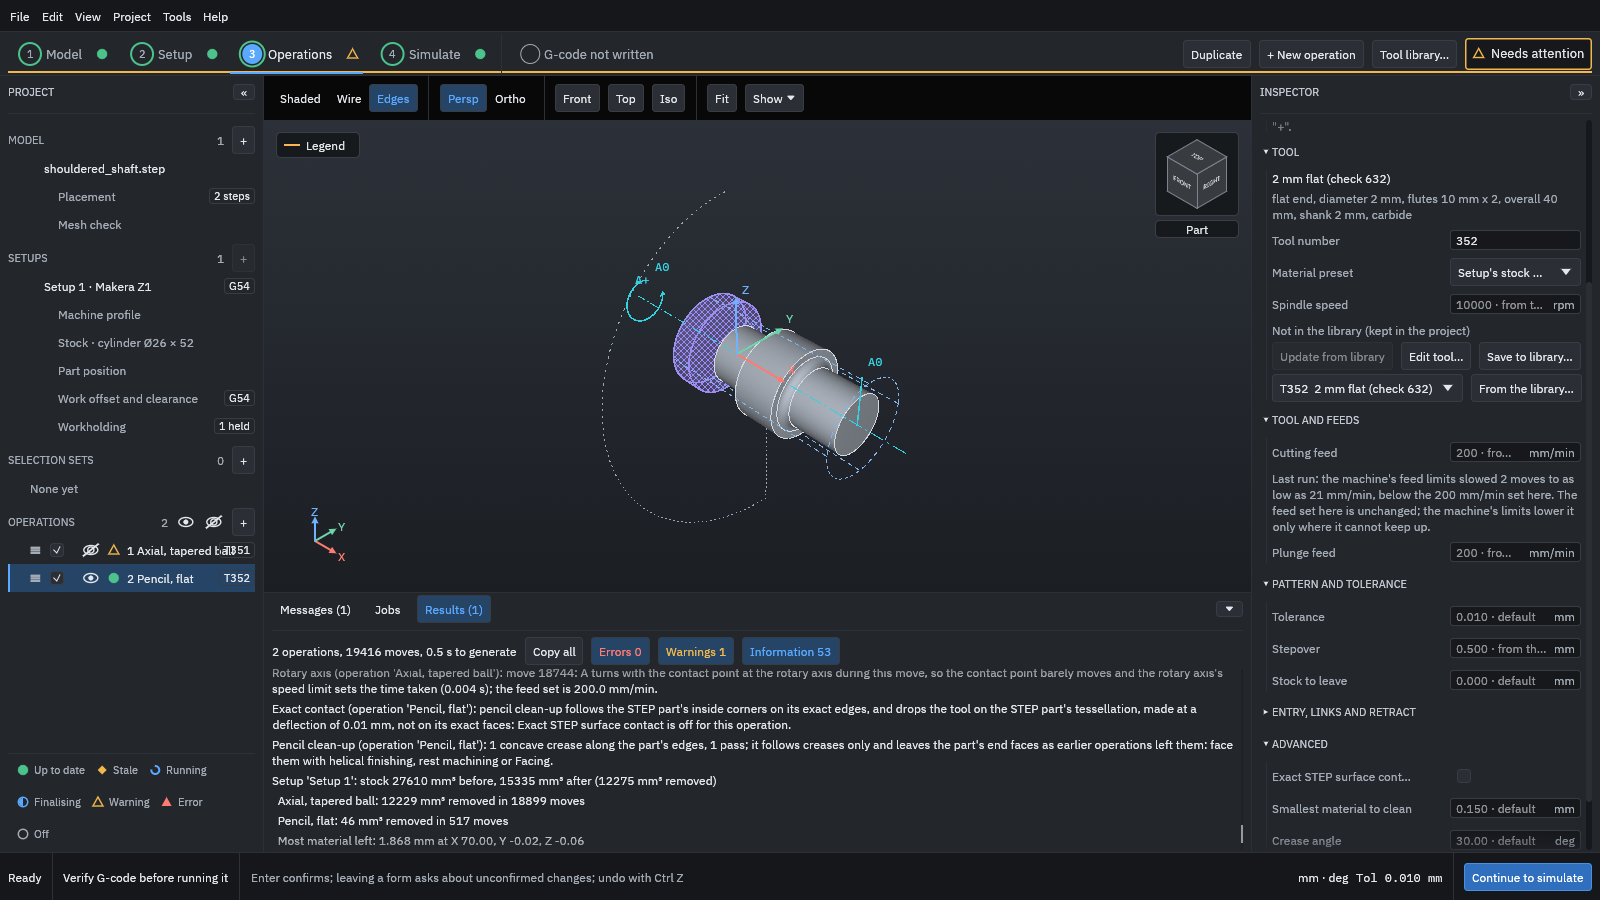 File Edit View Project Tools Help
1 Model 2 Setup 3 Operations 4 Simulate G-code not written Duplicate + New operation Tool library... Needs attention
PROJECT «
MODEL 1 +
shouldered_shaft.step
Placement 2 steps
Mesh check
SETUPS 1 +
Setup 1 · Makera Z1 G54
Machine profile
Stock · cylinder Ø26 × 52
Part position
Work offset and clearance G54
Workholding 1 held
SELECTION SETS 0 +
None yet
OPERATIONS 2 +
1 Axial, tapered ball T351
2 Pencil, flat T352
Up to date Stale Running
Finalising Warning Error
Off
Shaded Wire Edges Persp Ortho Front Top Iso Fit Show
Legend
TOP
FRONT RIGHT
Part
A0
A+
Z
Y
A0
Z
Y
X
Messages (1) Jobs Results (1)
2 operations, 19416 moves, 0.5 s to generate Copy all Errors 0 Warnings 1 Information 53
Rotary axis (operation 'Axial, tapered ball'): move 18744: A turns with the contact point at the rotary axis during this move, so the contact point barely moves and the rotary axis's
speed limit sets the time taken (0.004 s); the feed set is 200.0 mm/min.
Exact contact (operation 'Pencil, flat'): pencil clean-up follows the STEP part's inside corners on its exact edges, and drops the tool on the STEP part's tessellation, made at a
deflection of 0.01 mm, not on its exact faces: Exact STEP surface contact is off for this operation.
Pencil clean-up (operation 'Pencil, flat'): 1 concave crease along the part's edges, 1 pass; it follows creases only and leaves the part's end faces as earlier operations left them: face
them with helical finishing, rest machining or Facing.
Setup 'Setup 1': stock 27610 mm³ before, 15335 mm³ after (12275 mm³ removed)
Axial, tapered ball: 12229 mm³ removed in 18899 moves
Pencil, flat: 46 mm³ removed in 517 moves
Most material left: 1.868 mm at X 70.00, Y -0.02, Z -0.06
INSPECTOR »
"+".
TOOL
2 mm flat (check 632)
flat end, diameter 2 mm, flutes 10 mm x 2, overall 40
mm, shank 2 mm, carbide
Tool number 352
Material preset Setup's stock ...
Spindle speed 10000 · from t... rpm
Not in the library (kept in the project)
Update from library Edit tool... Save to library...
T352 2 mm flat (check 632) From the library...
TOOL AND FEEDS
Cutting feed 200 · fro... mm/min
Last run: the machine's feed limits slowed 2 moves to as
low as 21 mm/min, below the 200 mm/min set here. The
feed set here is unchanged; the machine's limits lower it
only where it cannot keep up.
Plunge feed 200 · fro... mm/min
PATTERN AND TOLERANCE
Tolerance 0.010 · default mm
Stepover 0.500 · from th... mm
Stock to leave 0.000 · default mm
ENTRY, LINKS AND RETRACT
ADVANCED
Exact STEP surface cont...
Smallest material to clean 0.150 · default mm
Crease angle 30.00 · default deg
Ready Verify G-code before running it Enter confirms; leaving a form asks about unconfirmed changes; undo with Ctrl Z mm · deg Tol 0.010 mm Continue to simulate